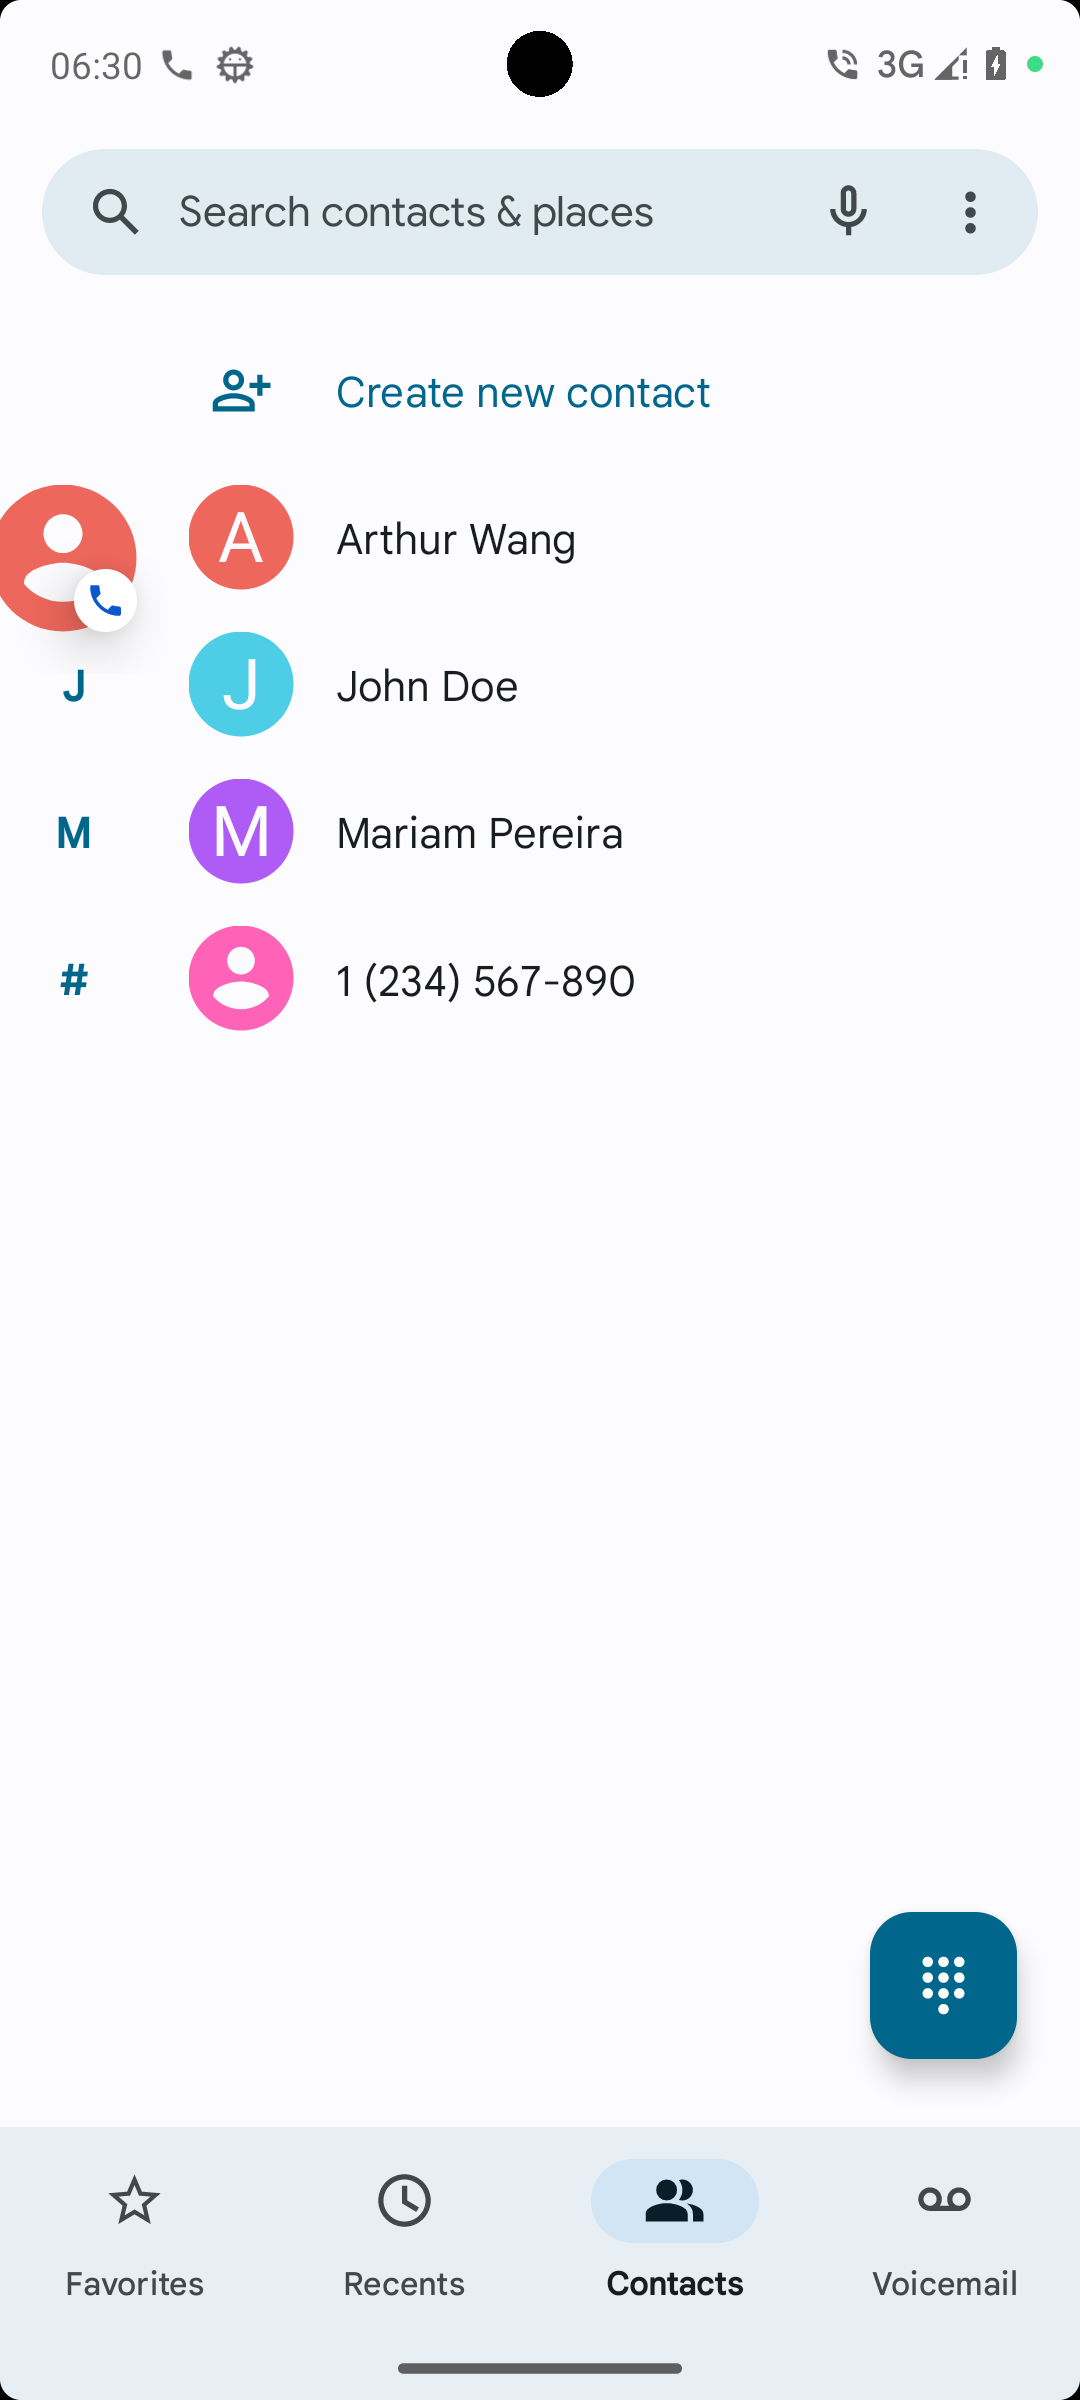 06:30
3G
Search contacts & places
Create new contact
A Arthur Wang
J J John Doe
M M Mariam Pereira
# 1 (234) 567-890
Favorites Recents Contacts Voicemail